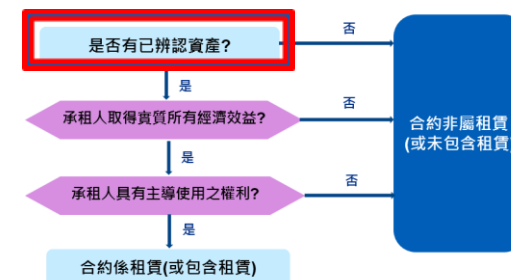 是否有已辨認資產?
否
是
承租人取得實質所有經濟效益?
否
合約非屬租賃
(或未包含租賃)
是
承租人具有主導使用之權利?
否
是
合約係租賃(或包含租賃)